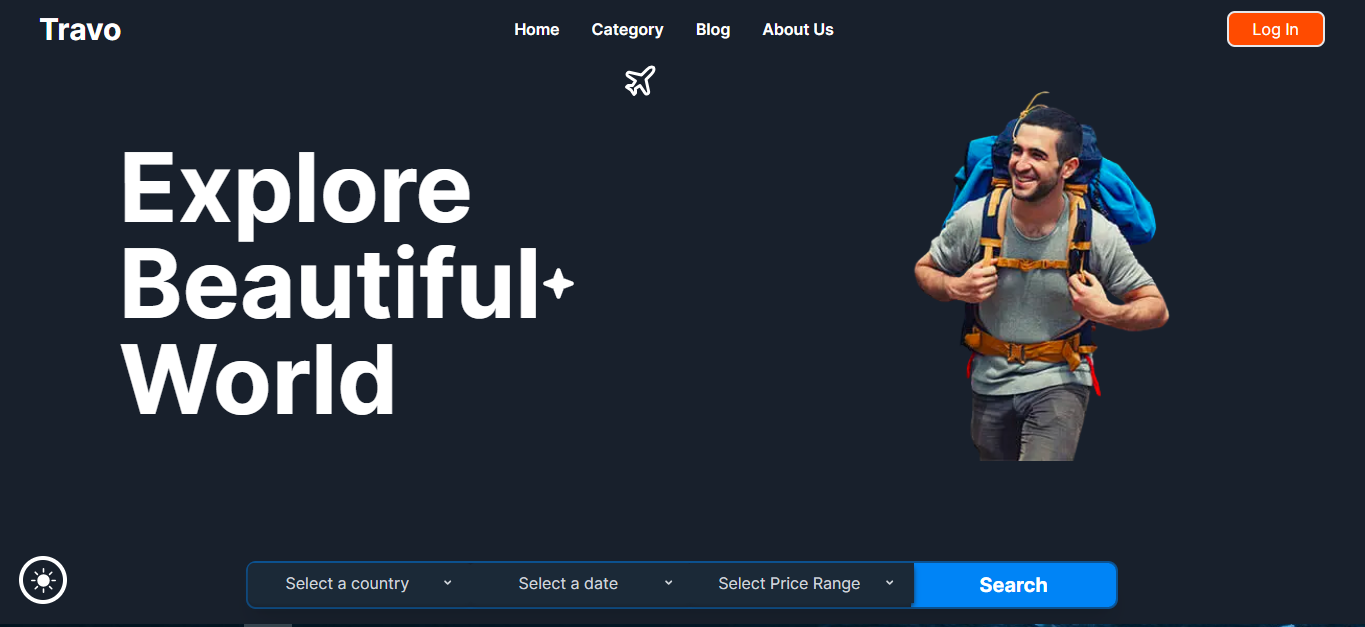 Travo
Home Category Blog About Us
Log In
Explore
Beautiful
World
Select a country
Select a date
Select Price Range
Search